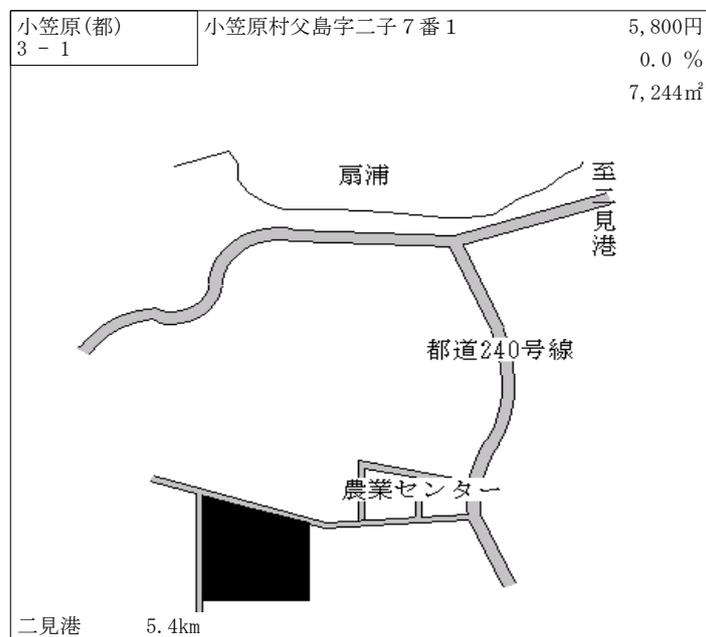 小笠原(都)
3 - 1
小笠原村父島字二子7番1
5,800円
0.0 %
7,244㎡
扇浦
至二見港
都道240号線
農業センター
二見港 5.4km